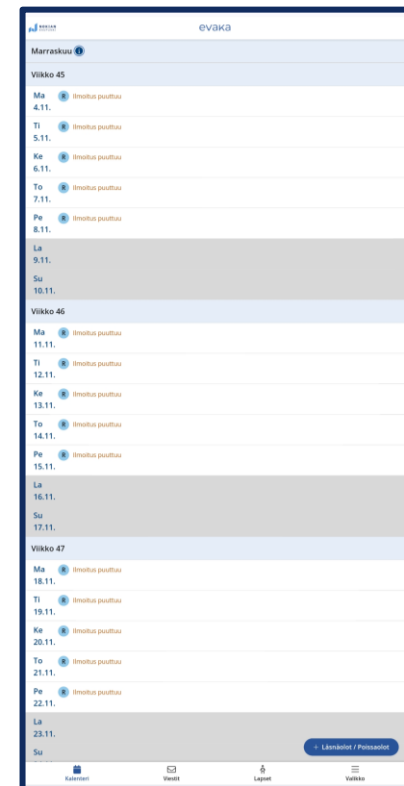 evaka
Marraskuu i
Viikko 45
Ma R Ilmoitus puuttuu
4.11.
Ti R Ilmoitus puuttuu
5.11.
Ke R Ilmoitus puuttuu
6.11.
To R Ilmoitus puuttuu
7.11.
Pe R Ilmoitus puuttuu
8.11.
La
9.11.
Su
10.11.
Viikko 46
Ma R Ilmoitus puuttuu
11.11.
Ti R Ilmoitus puuttuu
12.11.
Ke R Ilmoitus puuttuu
13.11.
To R Ilmoitus puuttuu
14.11.
Pe R Ilmoitus puuttuu
15.11.
La
16.11.
Su
17.11.
Viikko 47
Ma R Ilmoitus puuttuu
18.11.
Ti R Ilmoitus puuttuu
19.11.
Ke R Ilmoitus puuttuu
20.11.
To R Ilmoitus puuttuu
21.11.
Pe R Ilmoitus puuttuu
22.11.
La
23.11.
Su
+ Läsnäolot / Poissaolot
Kalenteri Viestit Lapset Valikko